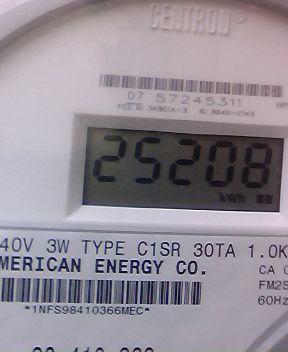 CENTRON®
07 57245311
25208
kWh
40V 3W TYPE C1SR 30TA 1.0K
MERICAN ENERGY CO.
CA
FM2S
60Hz
*1NFS98410366MEC*